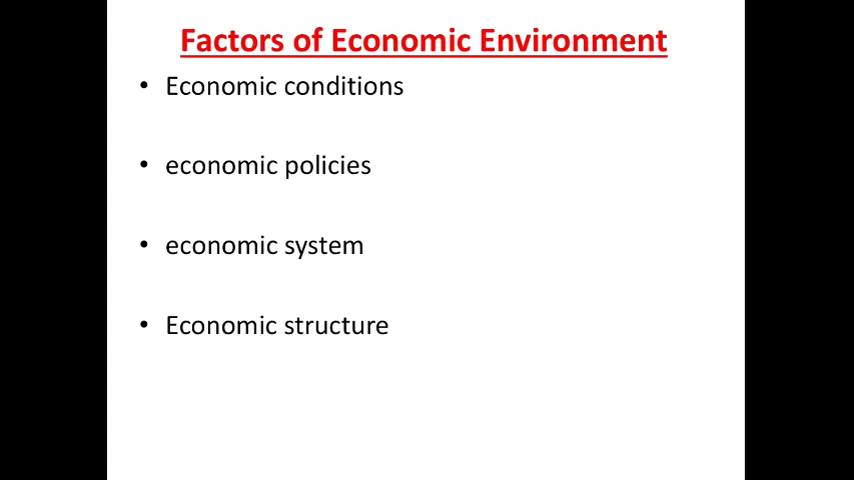 Factors of Economic Environment
• Economic conditions
• economic policies
• economic system
• Economic structure